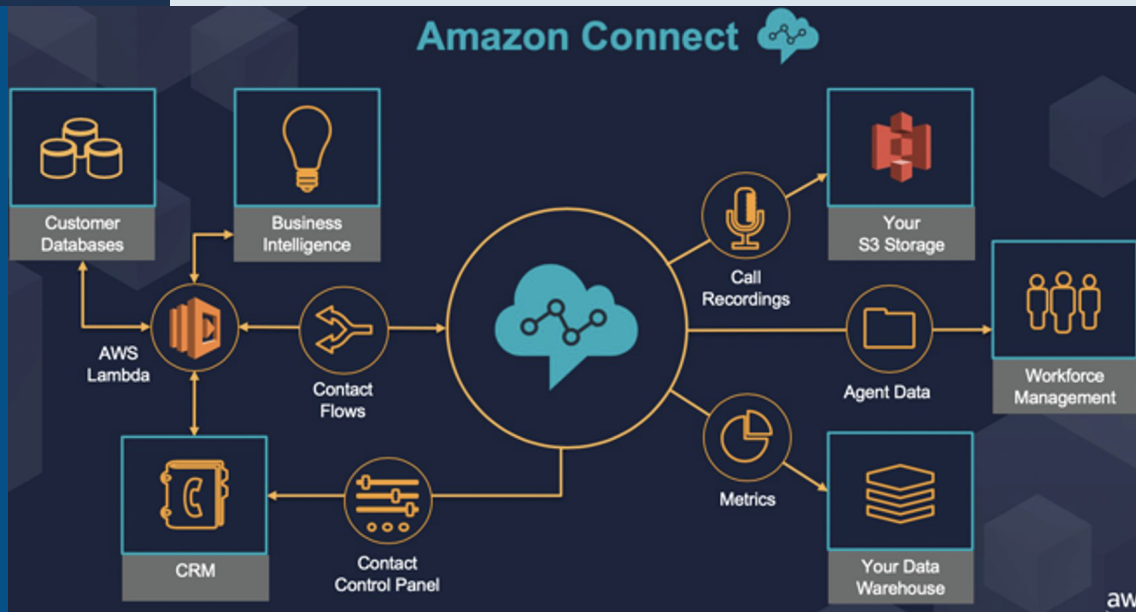 Amazon Connect
Customer
Databases
Business
Intelligence
Your
S3 Storage
Call
Recordings
AWS
Lambda
Contact
Flows
Agent Data
Workforce
Management
Metrics
CRM
Contact
Control Panel
Your Data
Warehouse
aw